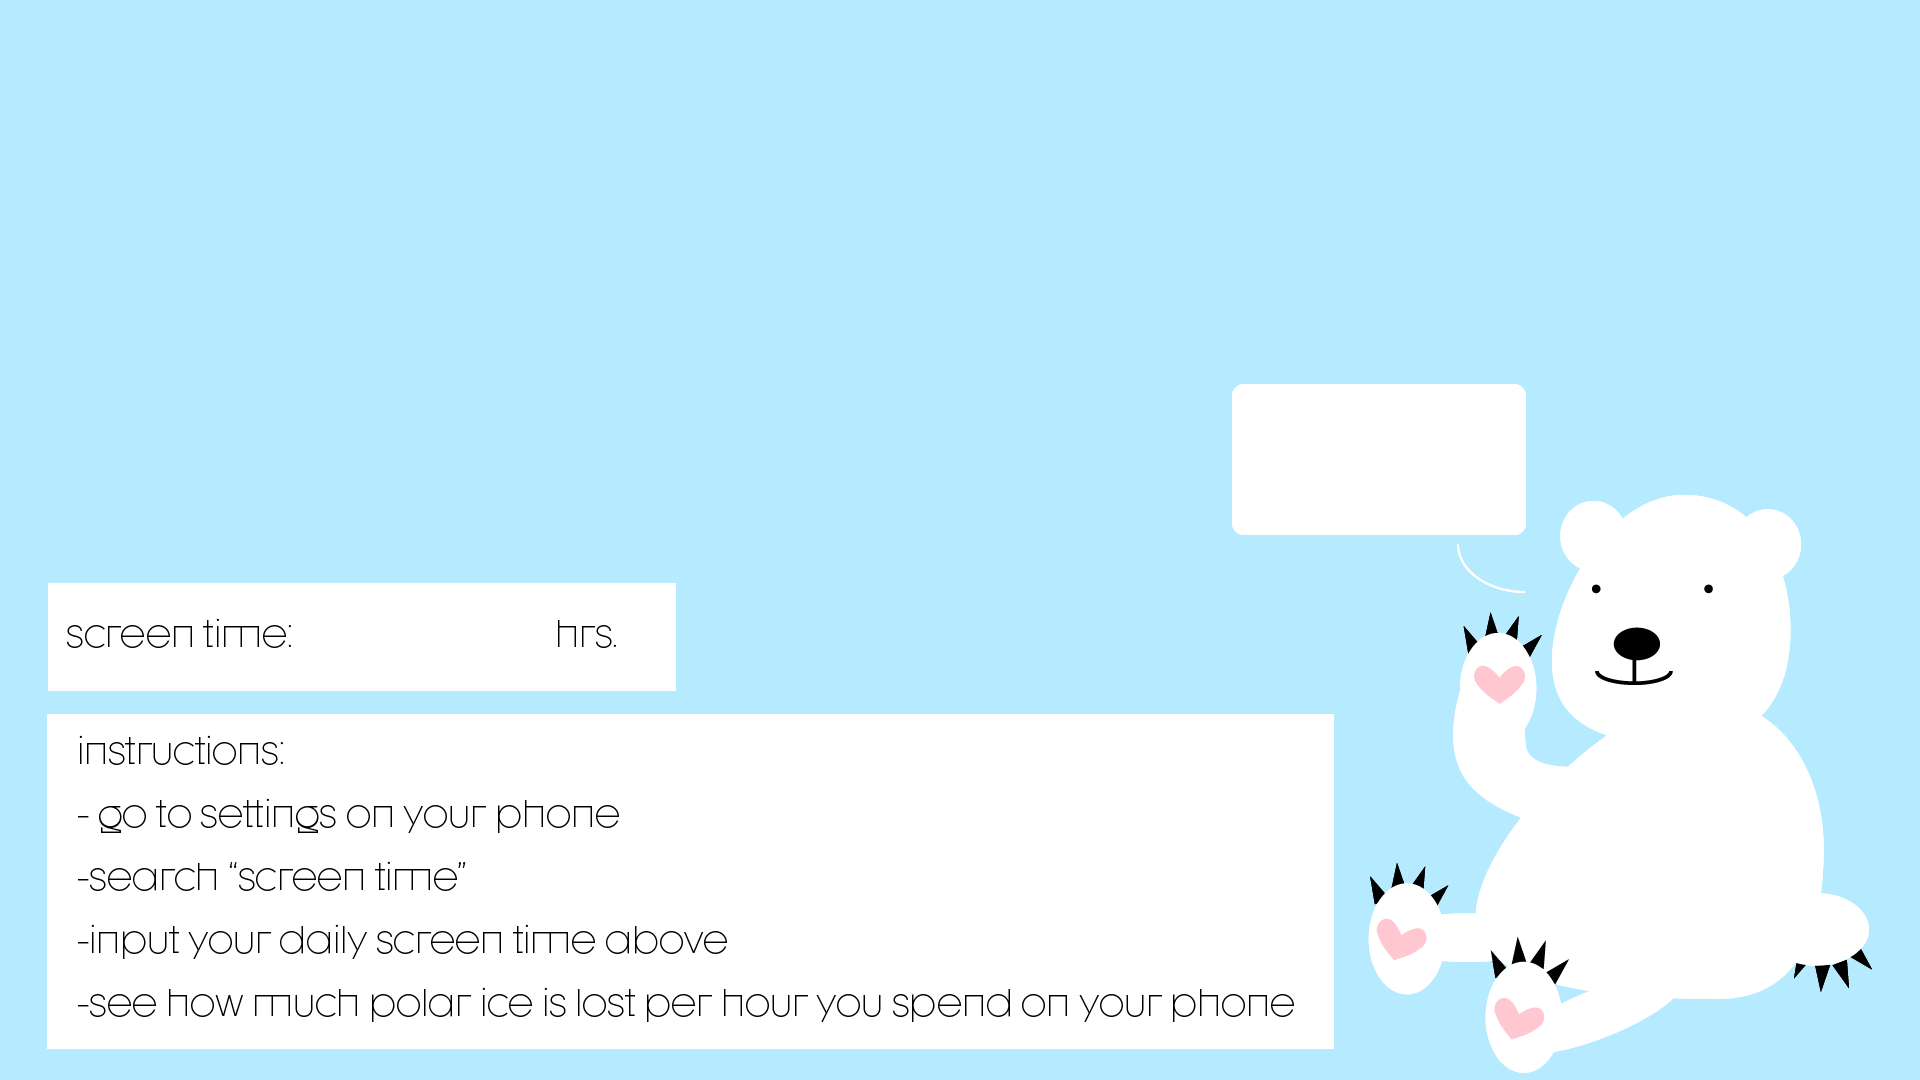 screen time: hrs.
instructions:
- go to settings on your phone
-search “screen time”
-input your daily screen time above
-see how much polar ice is lost per hour you spend on your phone